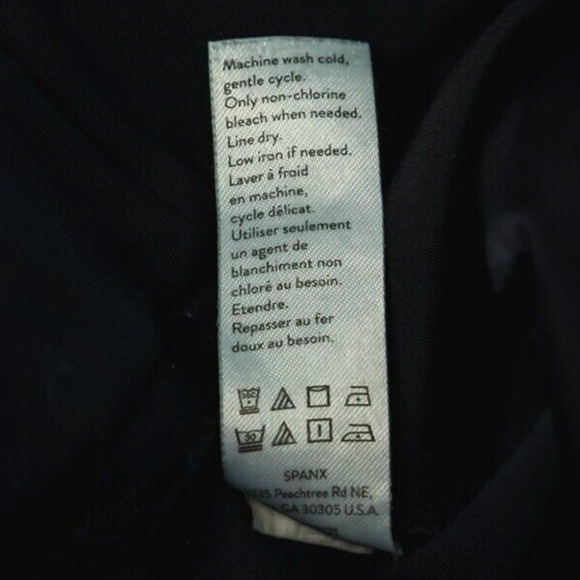 Machine wash cold,
gentle cycle.
Only non-chlorine
bleach when needed.
Line dry.
Low iron if needed.
Laver à froid
en machine,
cycle délicat.
Utiliser seulement
un agent de
blanchiment non
chloré au besoin.
Etendre.
Repasser au fer
doux au besoin.
30
SPANX
35 Peachtree Rd NE,
GA 30305 U.S.A.